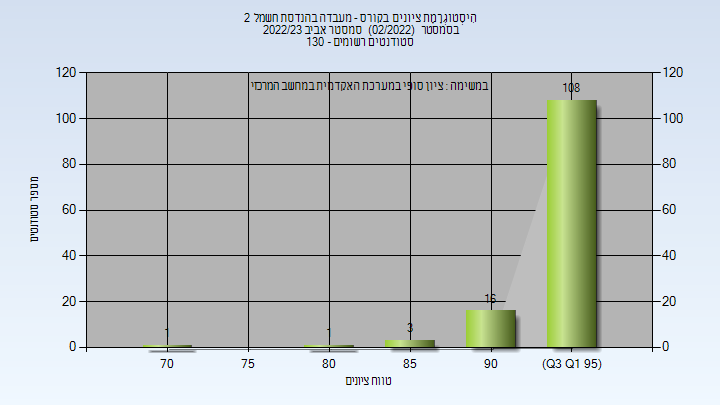 היסטוגרמת ציונים בקורס - מעבדה בהנדסת חשמל 2
בסמסטר (02/2022) סמסטר אביב 2022/23
סטודנטים רשומים - 130
במשימה : ציון סופי במערכת האקדמית במחשב המרכזי
מספר סטודנטים
120 120
100 100
80 80
60 60
40 40
20 20
0 0
1 1 3 16 108
70 75 80 85 90 (Q3 Q1 95)
טווח ציונים